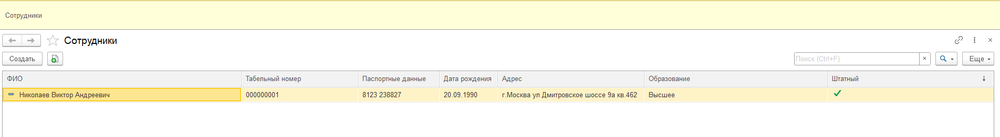 Сотрудники
Сотрудники
Создать
Поиск (Ctrl+F)
×
Еще
ФИО Табельный номер Паспортные данные Дата рождения Адрес Образование Штатный ↓
Николаев Виктор Андреевич 000000001 8123 238827 20.09.1990 г.Москва ул Дмитровское шоссе 9а кв.462 Высшее